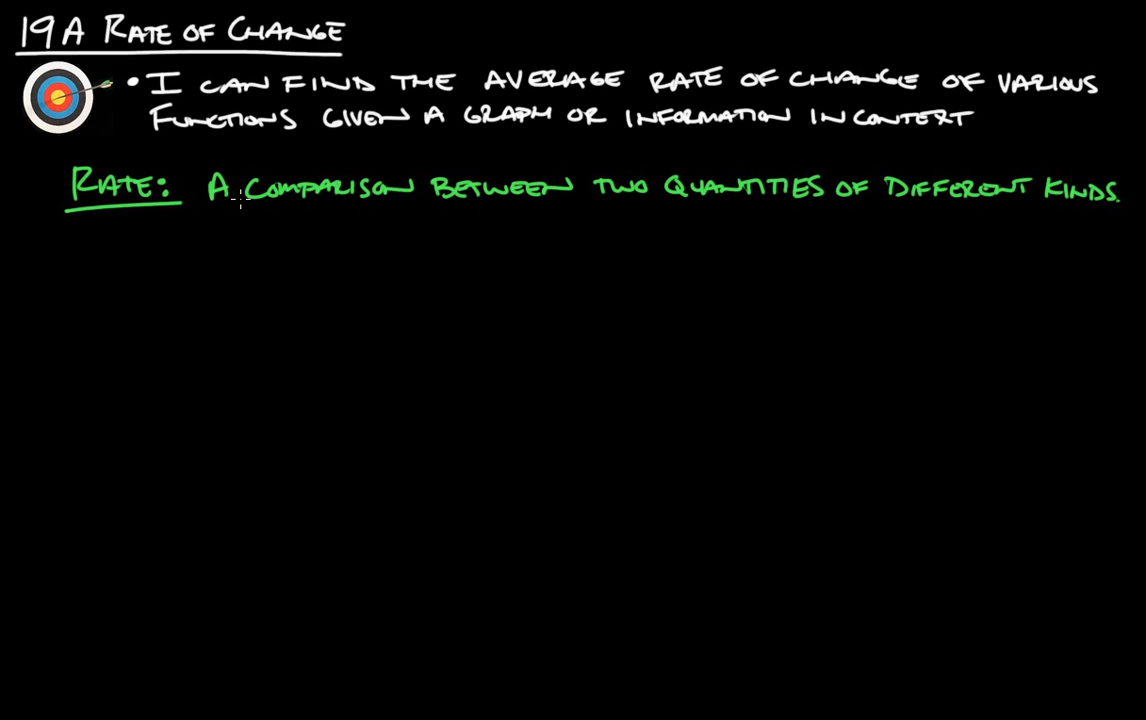 19A RATE OF CHANGE
• I CAN FIND THE AVERAGE RATE OF CHANGE OF VARIOUS
FUNCTIONS GIVEN A GRAPH OR INFORMATION IN CONTEXT
RATE: A COMPARISON BETWEEN TWO QUANTITIES OF DIFFERENT KINDS.